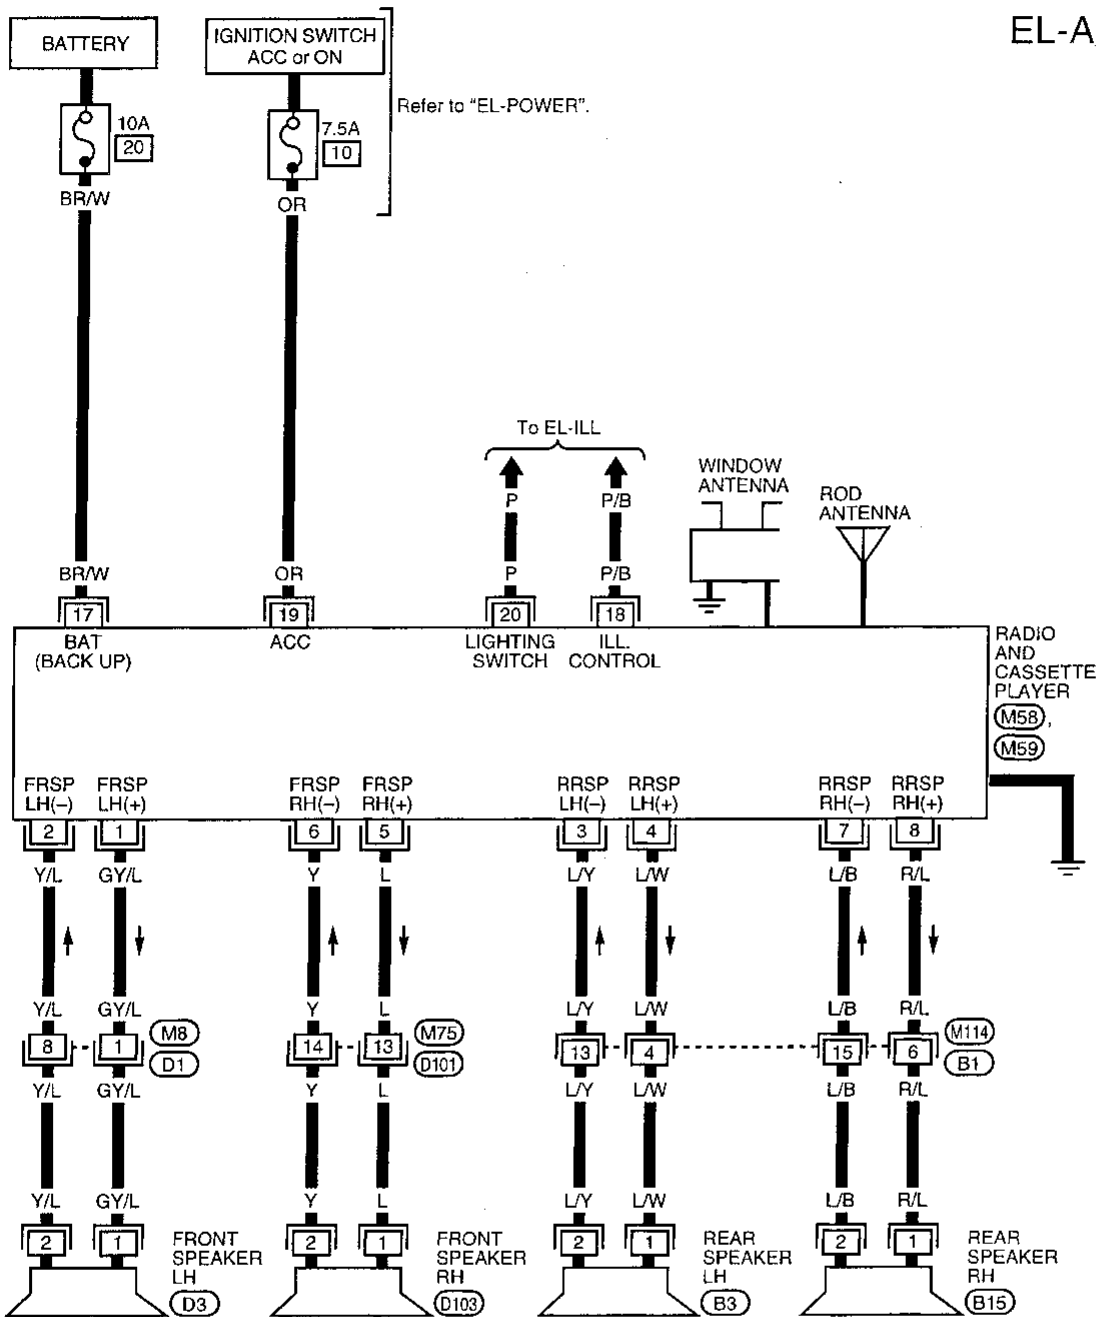 EL-A
BATTERY
IGNITION SWITCH
ACC or ON
Refer to "EL-POWER".
10A
20
7.5A
10
BR/W
OR
To EL-ILL
WINDOW
ANTENNA
ROD
ANTENNA
P
P/B
BR/W
OR
P
P/B
17
19
20
18
BAT
(BACK UP)
ACC
LIGHTING
SWITCH
ILL.
CONTROL
RADIO
AND
CASSETTE
PLAYER
M58,
M59
FRSP
LH(–)
FRSP
LH(+)
FRSP
RH(–)
FRSP
RH(+)
RRSP
LH(–)
RRSP
LH(+)
RRSP
RH(–)
RRSP
RH(+)
2
1
6
5
3
4
7
8
Y/L
GY/L
Y
L
L/Y
L/W
L/B
R/L
Y/L
GY/L
Y
L
L/Y
L/W
L/B
R/L
8
1
M8
D1
14
13
M75
D101
13
4
15
6
M114
B1
Y/L
GY/L
Y
L
L/Y
L/W
L/B
R/L
Y/L
GY/L
Y
L
L/Y
L/W
L/B
R/L
2
1
2
1
2
1
2
1
FRONT
SPEAKER
LH
D3
FRONT
SPEAKER
RH
D103
REAR
SPEAKER
LH
B3
REAR
SPEAKER
RH
B15